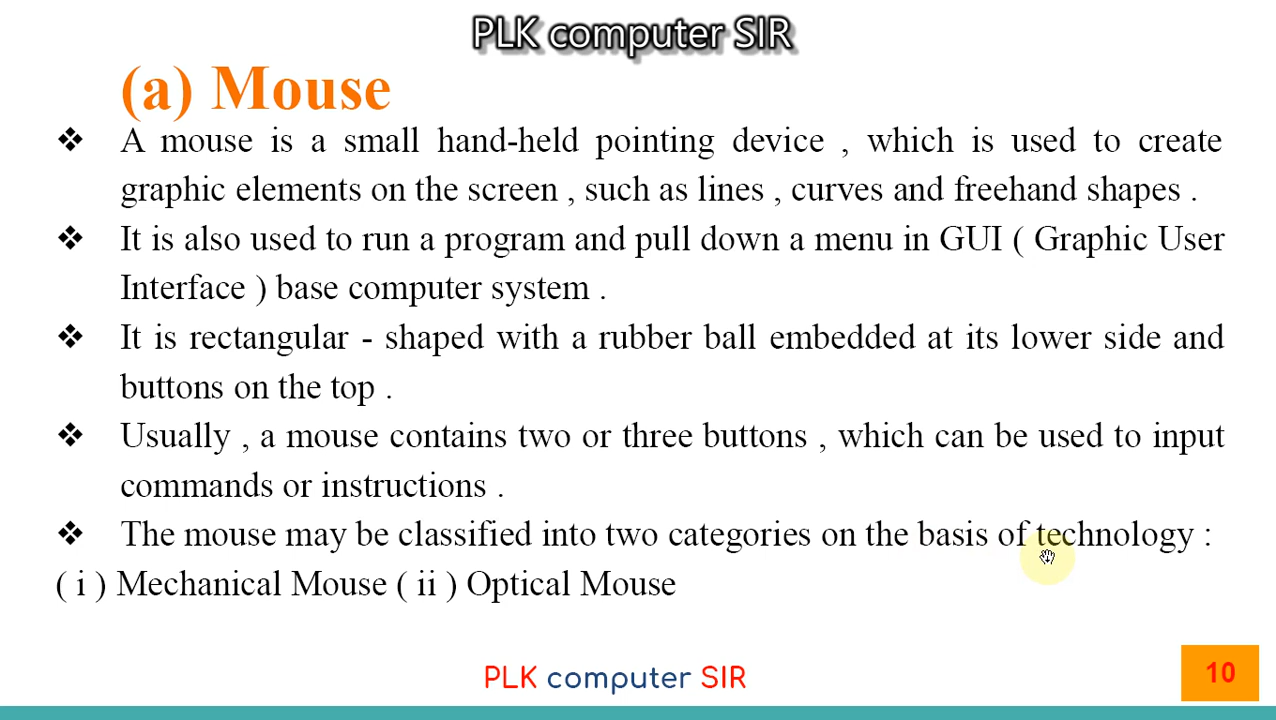 PLK computer SIR
(a) Mouse
❖ A mouse is a small hand-held pointing device , which is used to create
graphic elements on the screen , such as lines , curves and freehand shapes .
❖ It is also used to run a program and pull down a menu in GUI ( Graphic User
Interface ) base computer system .
❖ It is rectangular - shaped with a rubber ball embedded at its lower side and
buttons on the top .
❖ Usually , a mouse contains two or three buttons , which can be used to input
commands or instructions .
❖ The mouse may be classified into two categories on the basis of technology :
( i ) Mechanical Mouse ( ii ) Optical Mouse
PLK computer SIR
10